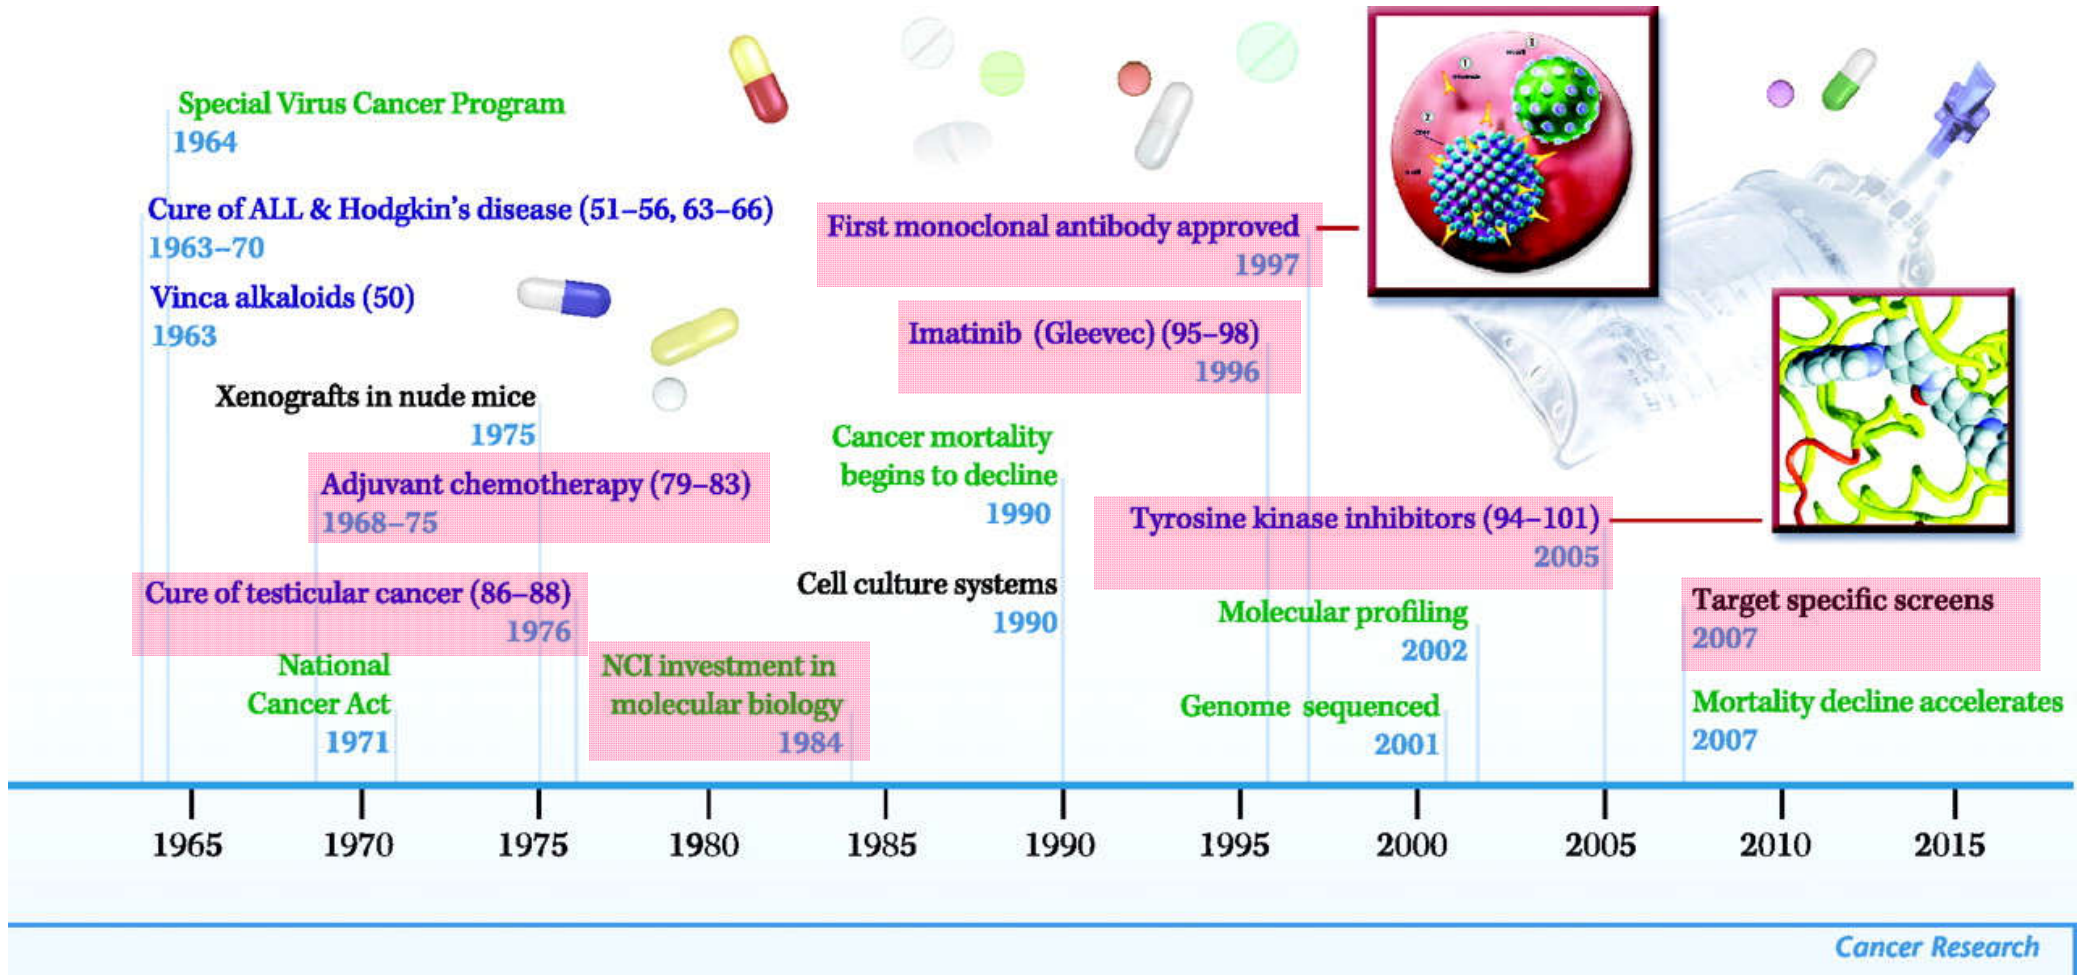 Special Virus Cancer Program
1964
Cure of ALL & Hodgkin's disease (51–56, 63–66)
1963–70
Vinca alkaloids (50)
1963
Xenografts in nude mice
1975
Adjuvant chemotherapy (79–83)
1968–75
Cure of testicular cancer (86–88)
1976
National
Cancer Act
1971
NCI investment in
molecular biology
1984
First monoclonal antibody approved
1997
Imatinib (Gleevec) (95–98)
1996
Cancer mortality
begins to decline
1990
Cell culture systems
1990
Tyrosine kinase inhibitors (94–101)
2005
Molecular profiling
2002
Genome sequenced
2001
Target specific screens
2007
Mortality decline accelerates
2007
1965 1970 1975 1980 1985 1990 1995 2000 2005 2010 2015
Cancer Research